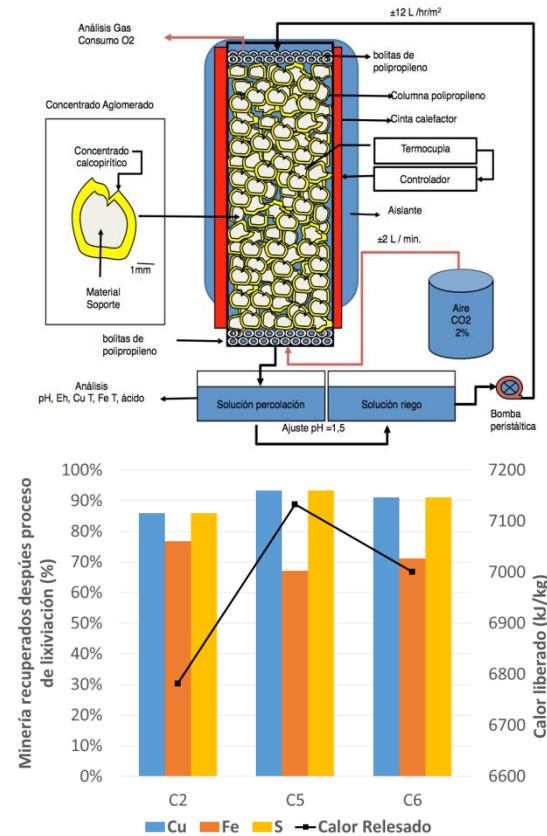 ±12 L /hr/m²
Análisis Gas
Consumo O2
bolitas de
polipropileno
Concentrado Aglomerado
Columna polipropileno
Cinta calefactor
Concentrado
calcopirítico
Termocupla
Controlador
Aislante
±2 L / min.
Material
Soporte
1mm
Aire
CO2
2%
bolitas de
polipropileno
Análisis
pH, Eh, Cu T, Fe T, ácido
Solución percolación
Solución riego
Ajuste pH =1,5
Bomba
peristáltica
Minería recuperados despúes proceso
de lixiviación (%)
100%
90%
80%
70%
60%
50%
40%
30%
20%
10%
0%
7200
7100
7000
6900
6800
6700
6600
Calor liberado (kJ/kg)
C2
C5
C6
Cu
Fe
S
Calor Relesado